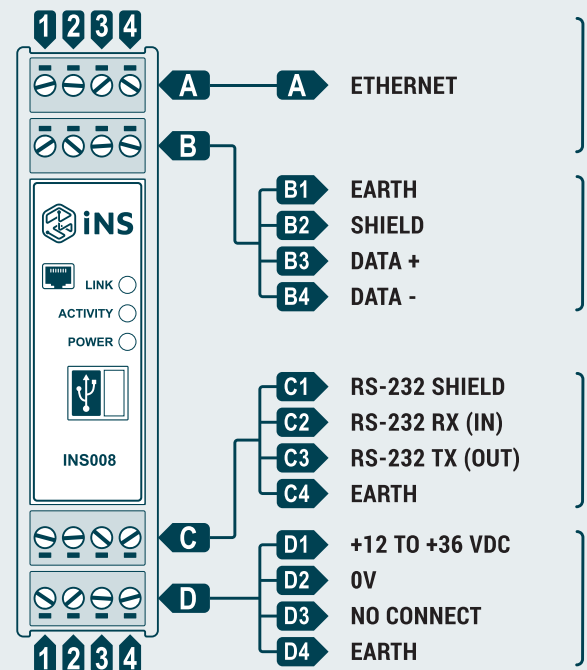 1 2 3 4
A A ETHERNET
B
B1 EARTH
B2 SHIELD
B3 DATA +
B4 DATA -
iNS
LINK
ACTIVITY
POWER
INS008
C1 RS-232 SHIELD
C2 RS-232 RX (IN)
C3 RS-232 TX (OUT)
C4 EARTH
C
D1 +12 TO +36 VDC
D2 0V
D3 NO CONNECT
D4 EARTH
D
1 2 3 4